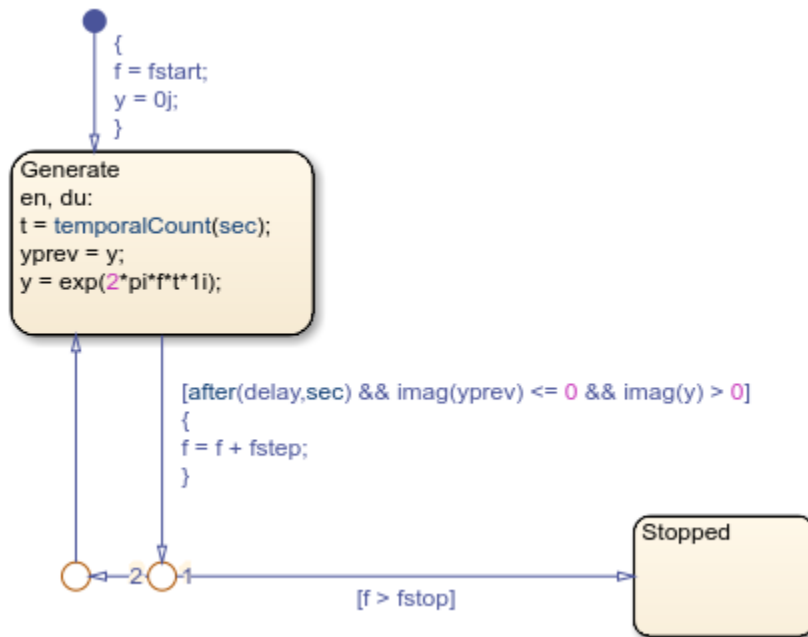 {
f = fstart;
y = 0j;
}
Generate
en, du:
t = temporalCount(sec);
yprev = y;
y = exp(2*pi*f*t*1i);
[after(delay,sec) && imag(yprev) <= 0 && imag(y) > 0]
{
f = f + fstep;
}
Stopped
2
1
[f > fstop]